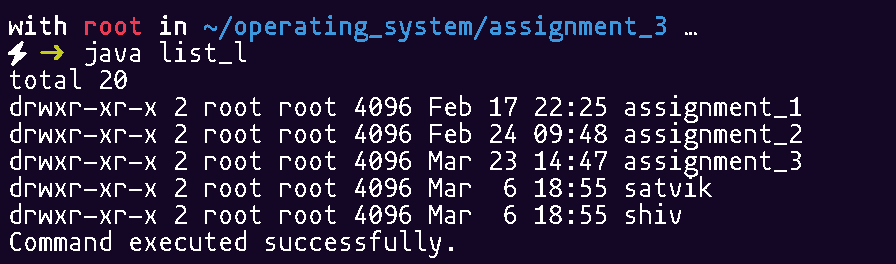 with root in ~/operating_system/assignment_3 …
⚡ → java list_l
total 20
drwxr-xr-x 2 root root 4096 Feb 17 22:25 assignment_1
drwxr-xr-x 2 root root 4096 Feb 24 09:48 assignment_2
drwxr-xr-x 2 root root 4096 Mar 23 14:47 assignment_3
drwxr-xr-x 2 root root 4096 Mar  6 18:55 satvik
drwxr-xr-x 2 root root 4096 Mar  6 18:55 shiv
Command executed successfully.